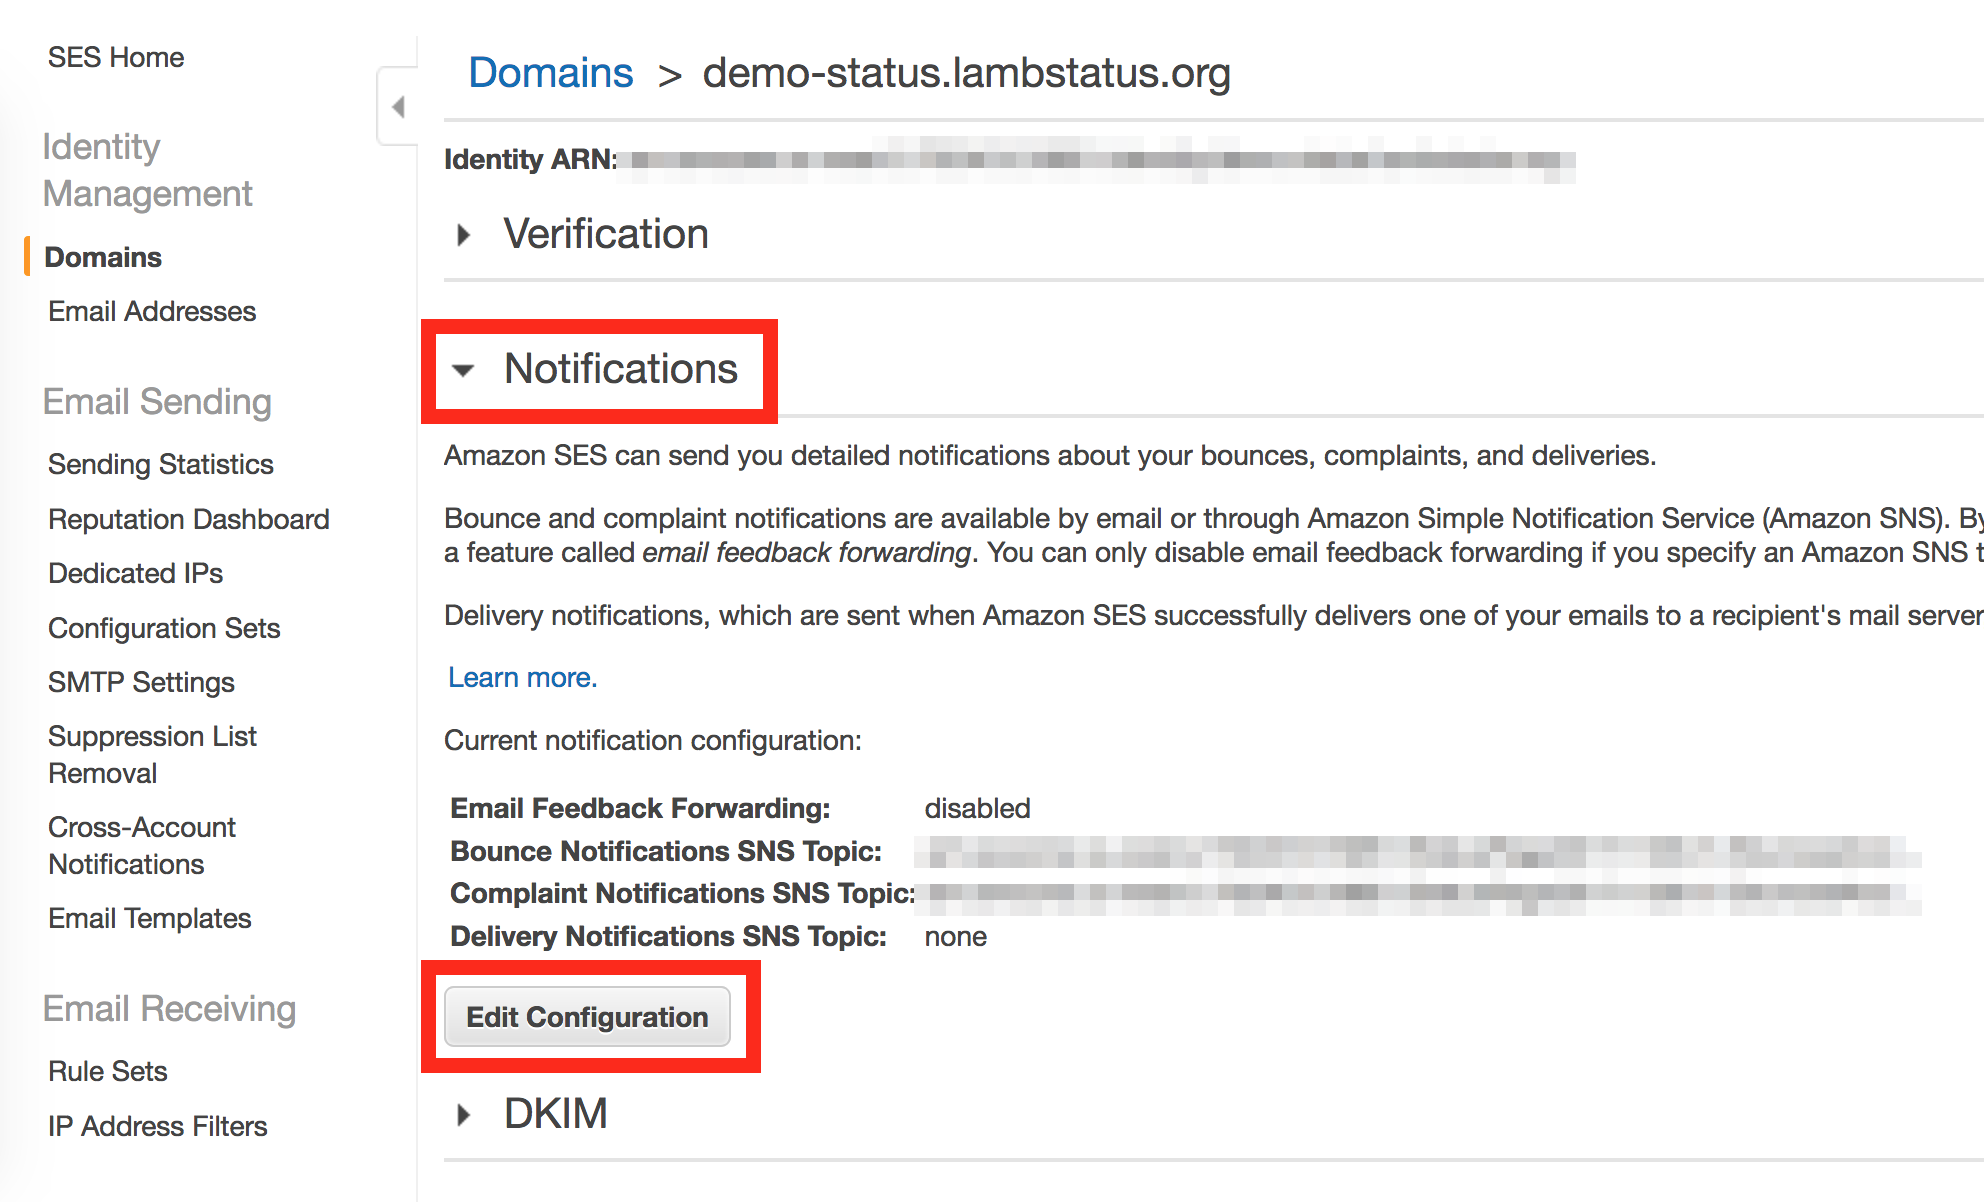 SES Home
Identity
Management
Domains
Email Addresses
Email Sending
Sending Statistics
Reputation Dashboard
Dedicated IPs
Configuration Sets
SMTP Settings
Suppression List
Removal
Cross-Account
Notifications
Email Templates
Email Receiving
Rule Sets
IP Address Filters
Domains > demo-status.lambstatus.org
Identity ARN:
Verification
Notifications
Amazon SES can send you detailed notifications about your bounces, complaints, and deliveries.
Bounce and complaint notifications are available by email or through Amazon Simple Notification Service (Amazon SNS). By
a feature called email feedback forwarding. You can only disable email feedback forwarding if you specify an Amazon SNS t
Delivery notifications, which are sent when Amazon SES successfully delivers one of your emails to a recipient's mail server
Learn more.
Current notification configuration:
Email Feedback Forwarding: disabled
Bounce Notifications SNS Topic:
Complaint Notifications SNS Topic:
Delivery Notifications SNS Topic: none
Edit Configuration
DKIM